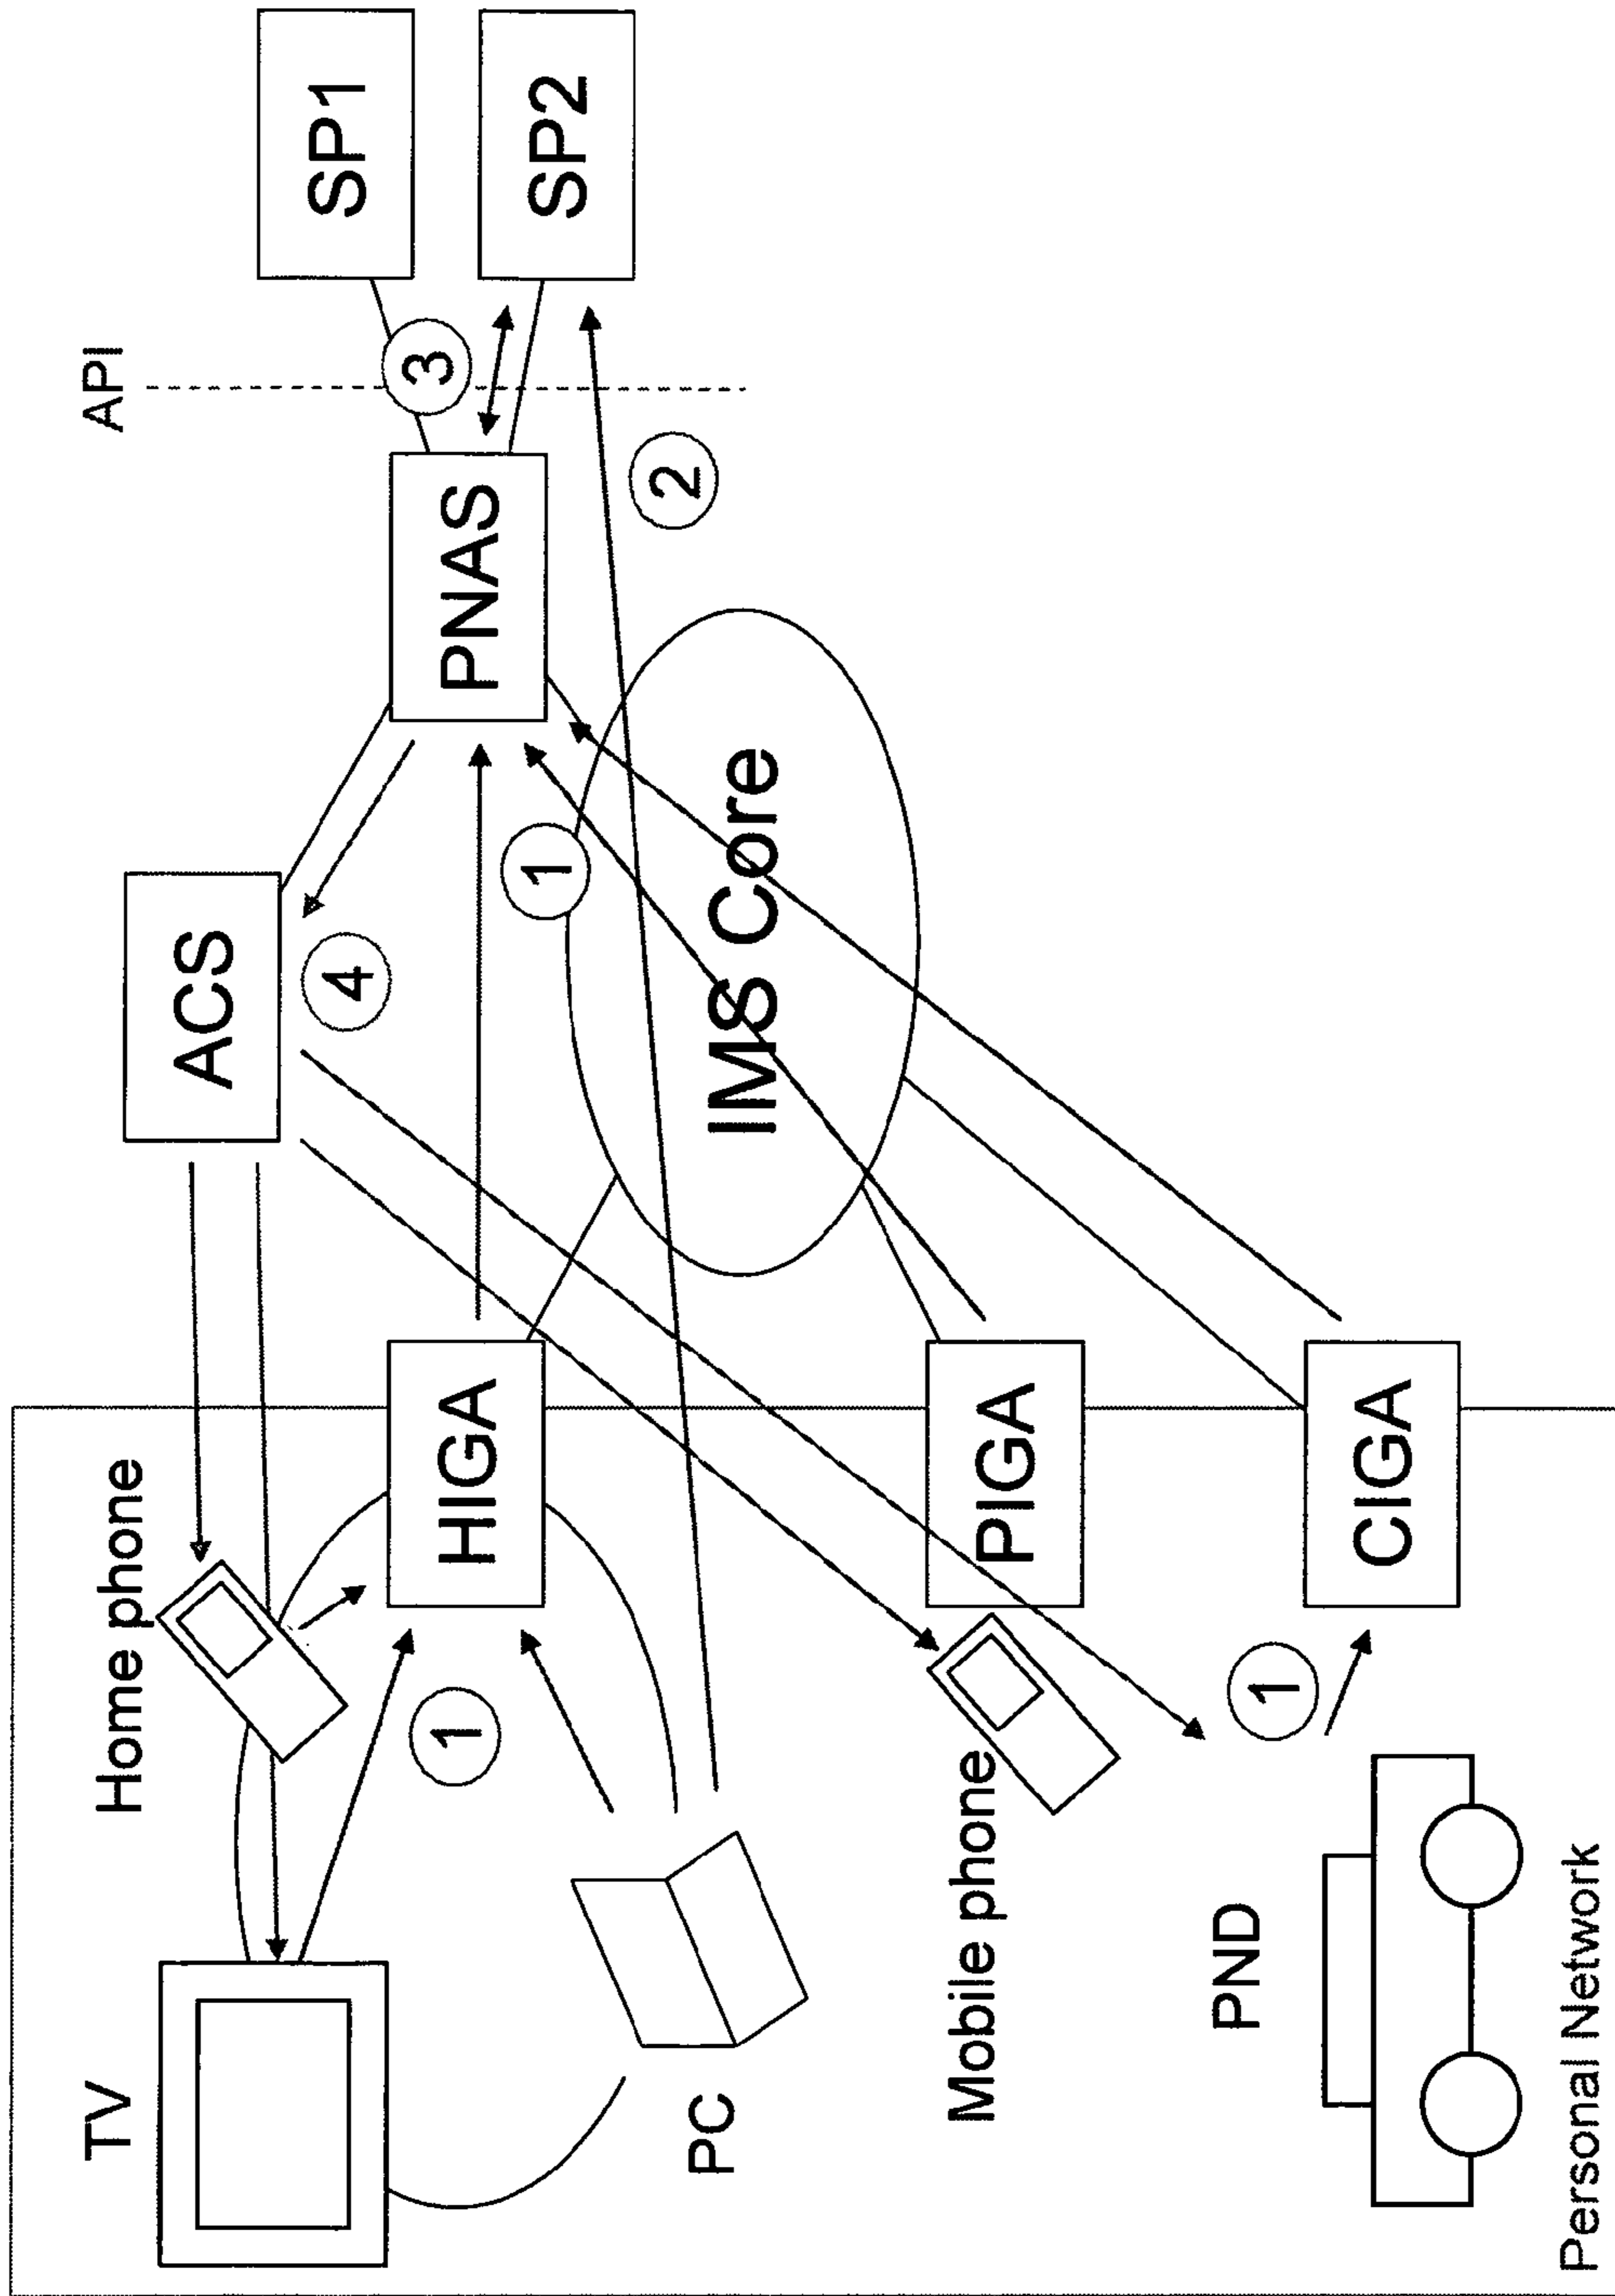 TV
Home phone
ACS
API
SP1
4
3
1
HIGA
PNAS
SP2
1
2
PC
IMS Core
Mobile phone
PIGA
PND
1
CIGA
Personal Network